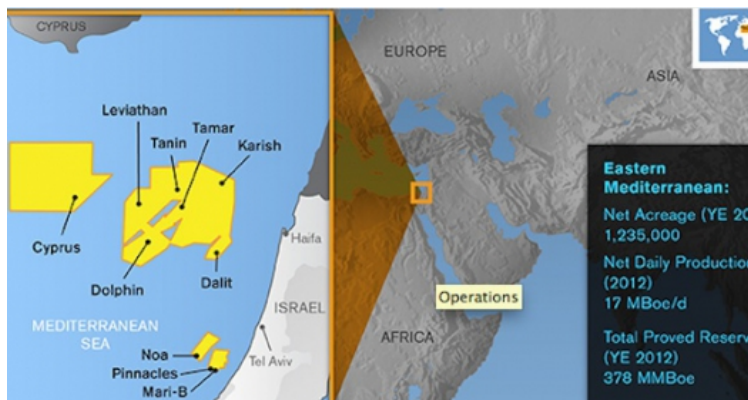 CYPRUS
EUROPE
ASIA
Leviathan
Tamar
Tanin
Karish
Cyprus
Haifa
Dolphin
Dalit
ISRAEL
MEDITERRANEAN
SEA
Noa
Tel Aviv
Pinnacles
Mari-B
Operations
AFRICA
Eastern
Mediterranean:
Net Acreage (YE 20
1,235,000
Net Daily Production
(2012)
17 MBoe/d
Total Proved Reserv
(YE 2012)
378 MMBoe